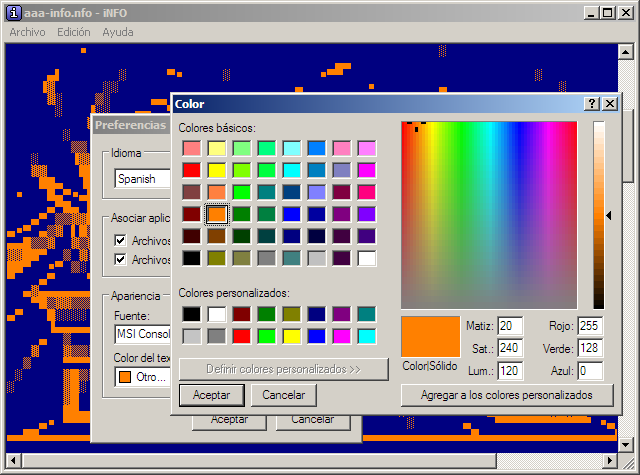 aaa-info.nfo - iNFO
Archivo Edición Ayuda
Preferencias
Idioma
Spanish
Asociar aplic
Archivos
Archivos
Apariencia
Fuente:
MSI Consol
Color del tex
Otro...
Aceptar Cancelar
Color
Colores básicos:
Colores personalizados:
Definir colores personalizados >>
Aceptar Cancelar
Color|Sólido
Matiz: 20 Rojo: 255
Sat.: 240 Verde: 128
Lum.: 120 Azul: 0
Agregar a los colores personalizados